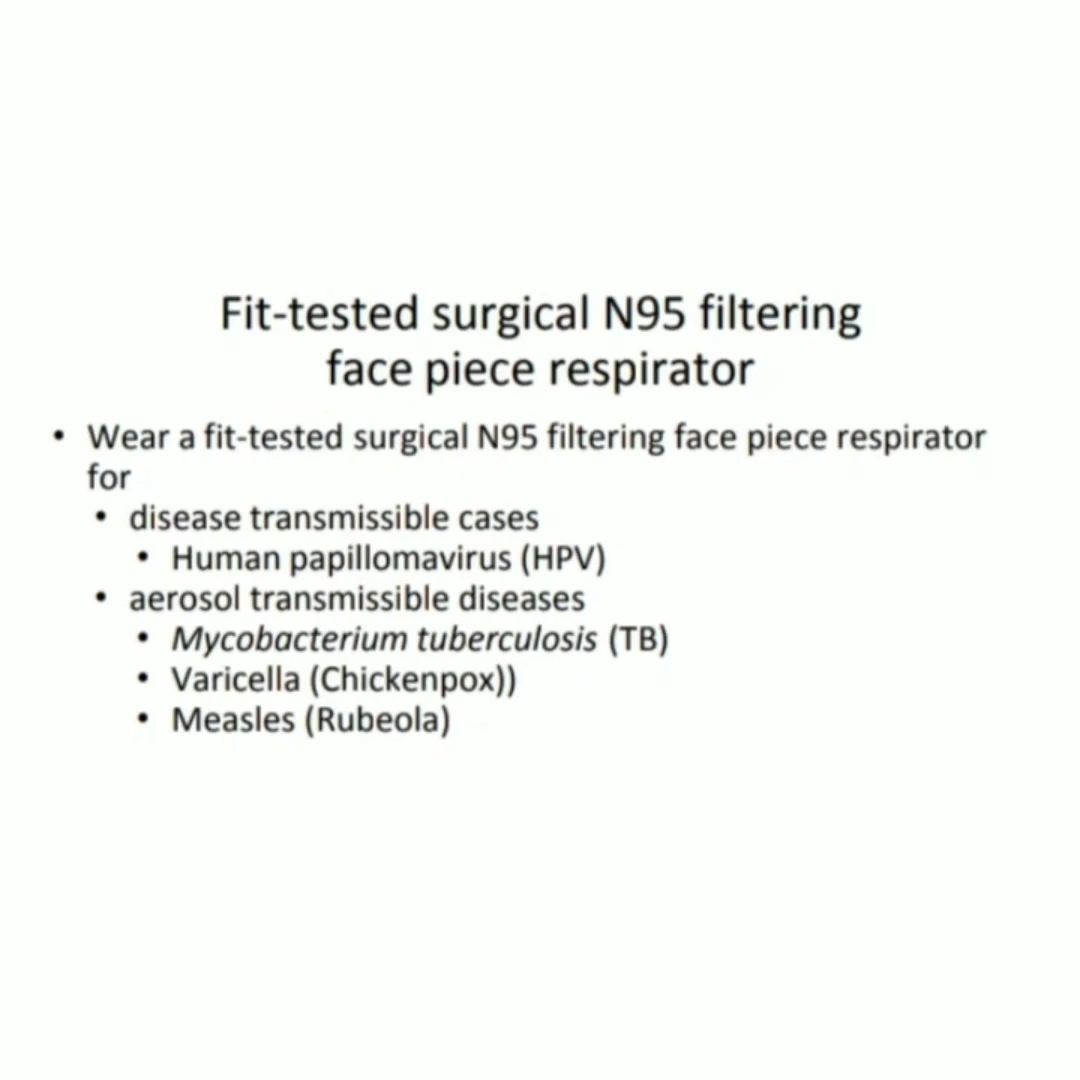 Fit-tested surgical N95 filtering
face piece respirator
• Wear a fit-tested surgical N95 filtering face piece respirator
for
• disease transmissible cases
• Human papillomavirus (HPV)
• aerosol transmissible diseases
• Mycobacterium tuberculosis (TB)
• Varicella (Chickenpox))
• Measles (Rubeola)